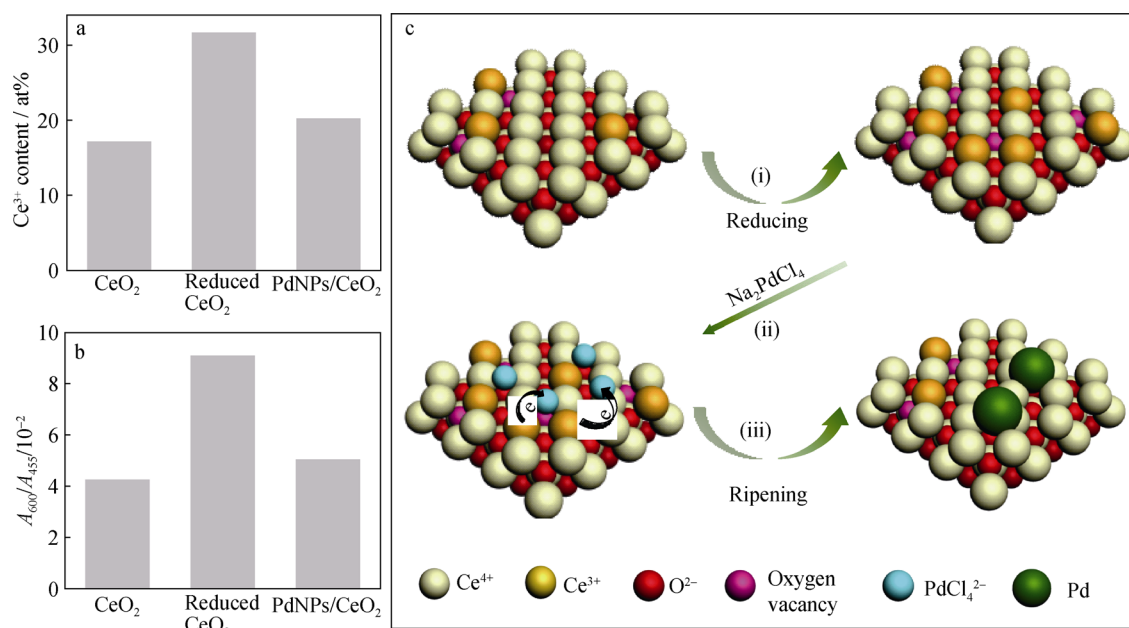 a
Ce³⁺ content / at%
30
20
10
0
CeO₂
Reduced
CeO₂
PdNPs/CeO₂
b
A₆₀₀/A₄₅₅/10⁻²
10
8
6
4
2
0
CeO₂
Reduced
CeO₂
PdNPs/CeO₂
c
(i)
Reducing
Na₂PdCl₄
(ii)
e
e
(iii)
Ripening
Ce⁴⁺
Ce³⁺
O²⁻
Oxygen
vacancy
PdCl₄²⁻
Pd